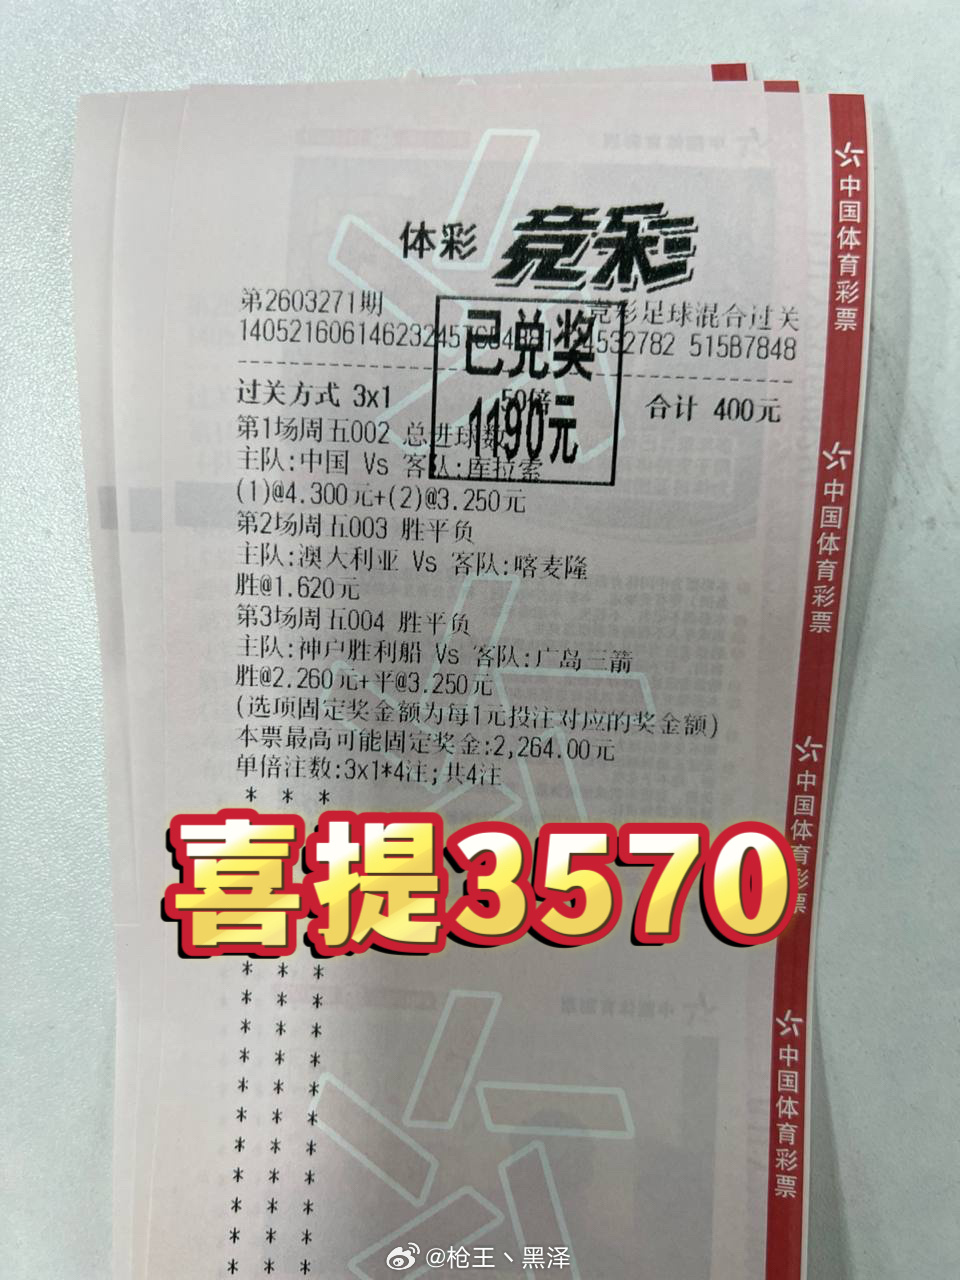 体彩 竞彩
第2603271期
竞彩足球混合过关
515B7848
已兑奖
1190元
过关方式 3x1
50倍
合计 400元
第1场周五002 总进球数
主队:中国 Vs 客队:库拉索
(1)@4.300元+(2)@3.250元
第2场周五003 胜平负
主队:澳大利亚 Vs 客队:喀麦隆
胜@1.620元
第3场周五004 胜平负
主队:神户胜利船 Vs 客队:广岛三箭
胜@2.260元+平@3.250元
(选项固定奖金额为每1元投注对应的奖金额)
本票最高可能固定奖金:2,264.00元
单倍注数:3x1*4注;共4注
* * *
喜提3570
* * *
* * *
* * *
* * *
* * *
* * *
* * *
* * *
* * *
* * *
* * *
中国体育彩票
中国体育彩票
中国体育彩票
中国体育彩票
@枪王丶黑泽